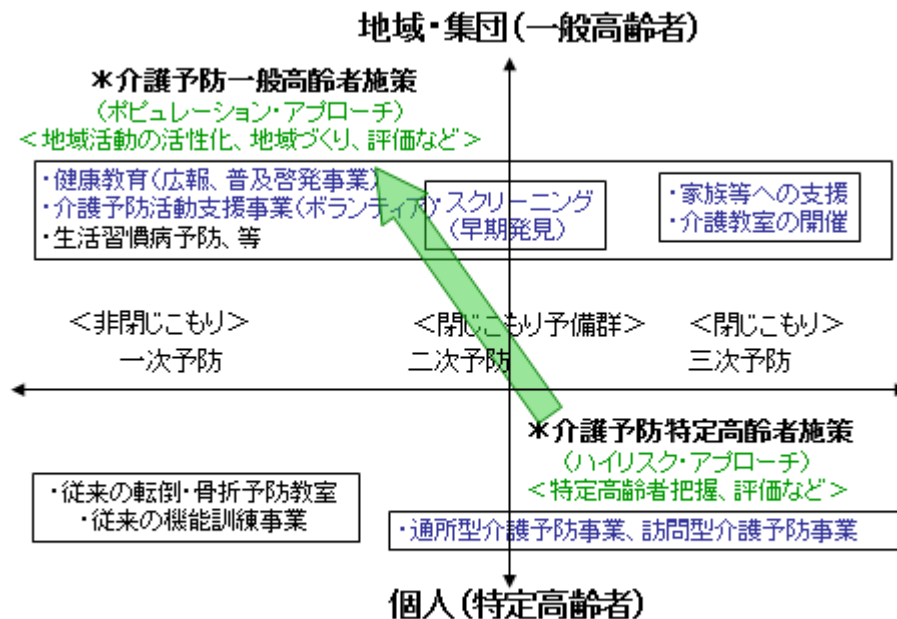 地域・集団(一般高齢者)
*介護予防一般高齢者施策
(ポピュレーション・アプローチ)
<地域活動の活性化、地域づくり、評価など>
・健康教育(広報、普及啓発事業)
・介護予防活動支援事業(ボランティア)
・生活習慣病予防、等
・スクリーニング
(早期発見)
・家族等への支援
・介護教室の開催
<非閉じこもり>
一次予防
<閉じこもり予備群>
二次予防
<閉じこもり>
三次予防
*介護予防特定高齢者施策
(ハイリスク・アプローチ)
<特定高齢者把握、評価など>
・従来の転倒・骨折予防教室
・従来の機能訓練事業
・通所型介護予防事業、訪問型介護予防事業
個人(特定高齢者)